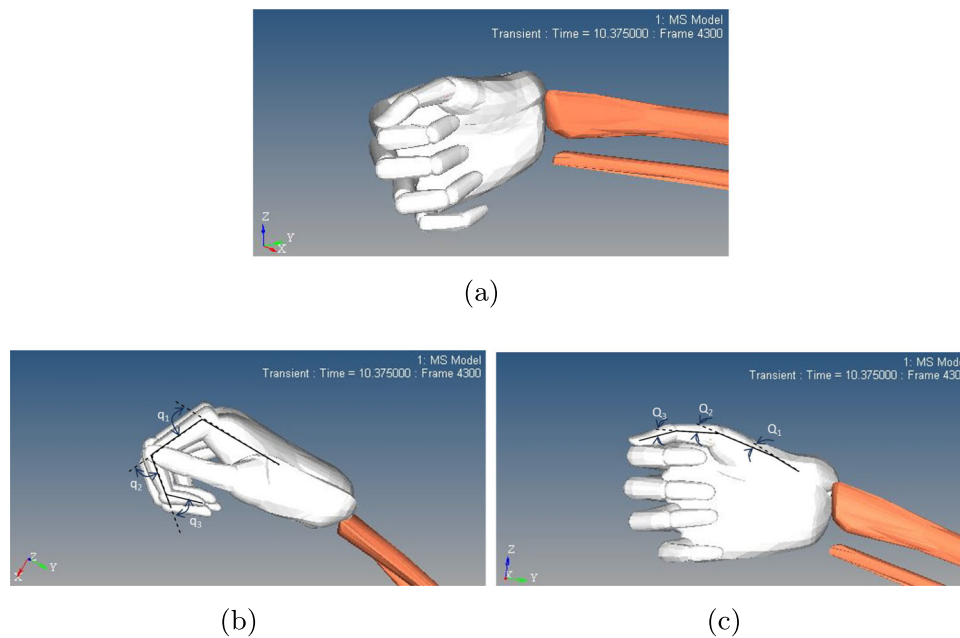 1: MS Model
Transient : Time = 10.375000 : Frame 4300
Z
Y
X
(a)
1: MS Model
Transient : Time = 10.375000 : Frame 4300
q1
q2
q3
Z
X
Y
(b)
1: MS Model
Transient : Time = 10.375000 : Frame 4300
Q3
Q2
Q1
Z
X
Y
(c)